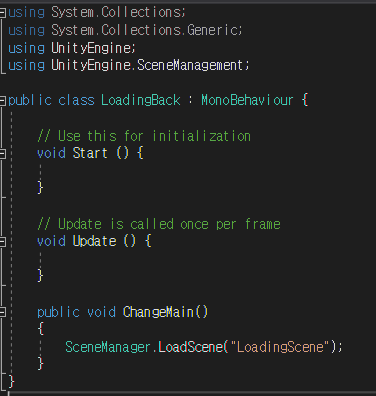 using System.Collections;
using System.Collections.Generic;
using UnityEngine;
using UnityEngine.SceneManagement;
public class LoadingBack : MonoBehaviour {
// Use this for initialization
void Start () {
}
// Update is called once per frame
void Update () {
}
public void ChangeMain()
{
SceneManager.LoadScene("LoadingScene");
}
}